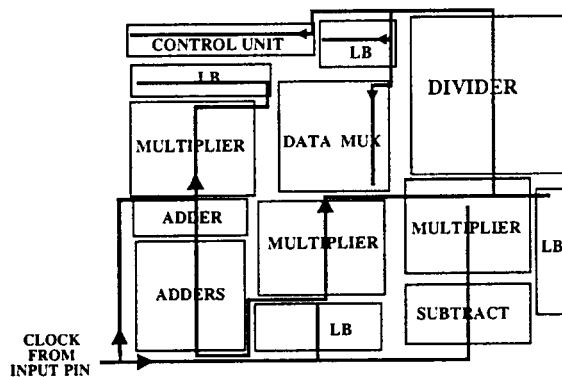 CONTROL UNIT
LB
DIVIDER
LB
MULTIPLIER
DATA MUX
ADDER
MULTIPLIER
MULTIPLIER
LB
ADDERS
SUBTRACT
LB
CLOCK
FROM
INPUT PIN